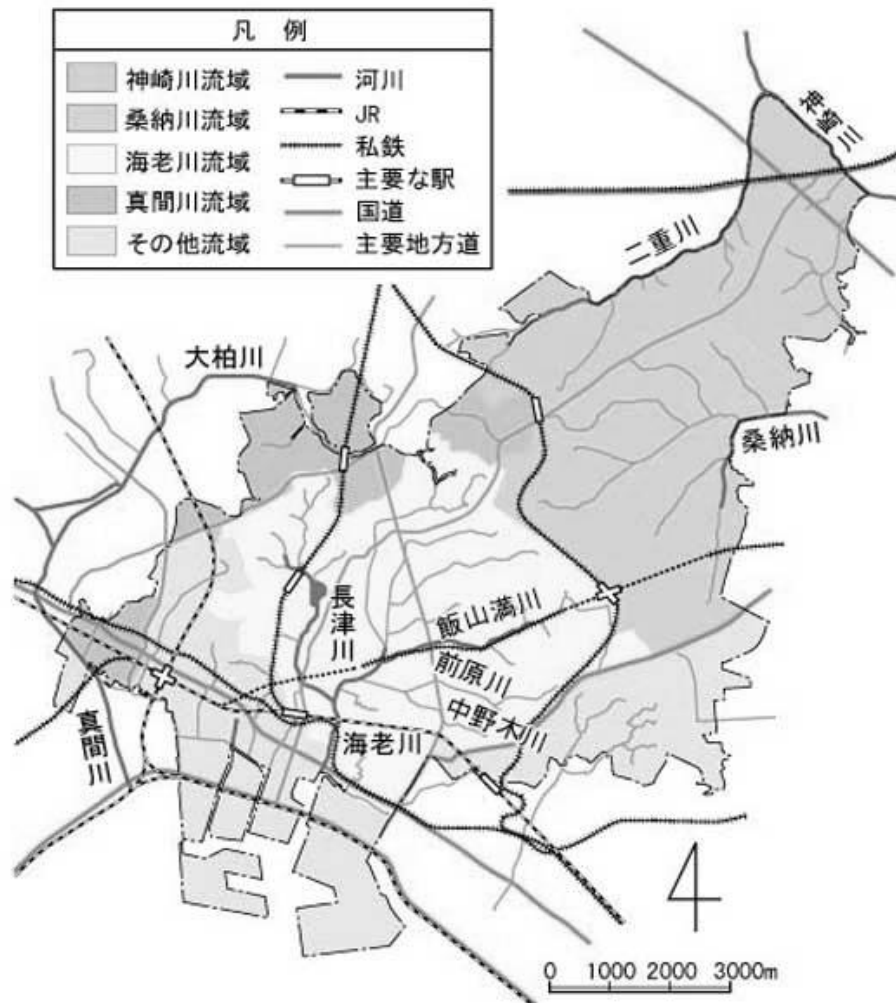 凡 例
神崎川流域
河川
桑納川流域
JR
私鉄
海老川流域
主要な駅
真間川流域
国道
その他流域
主要地方道
神崎川
二重川
大柏川
桑納川
長津川
飯山満川
前原川
中野木川
海老川
真間川
0 1000 2000 3000m